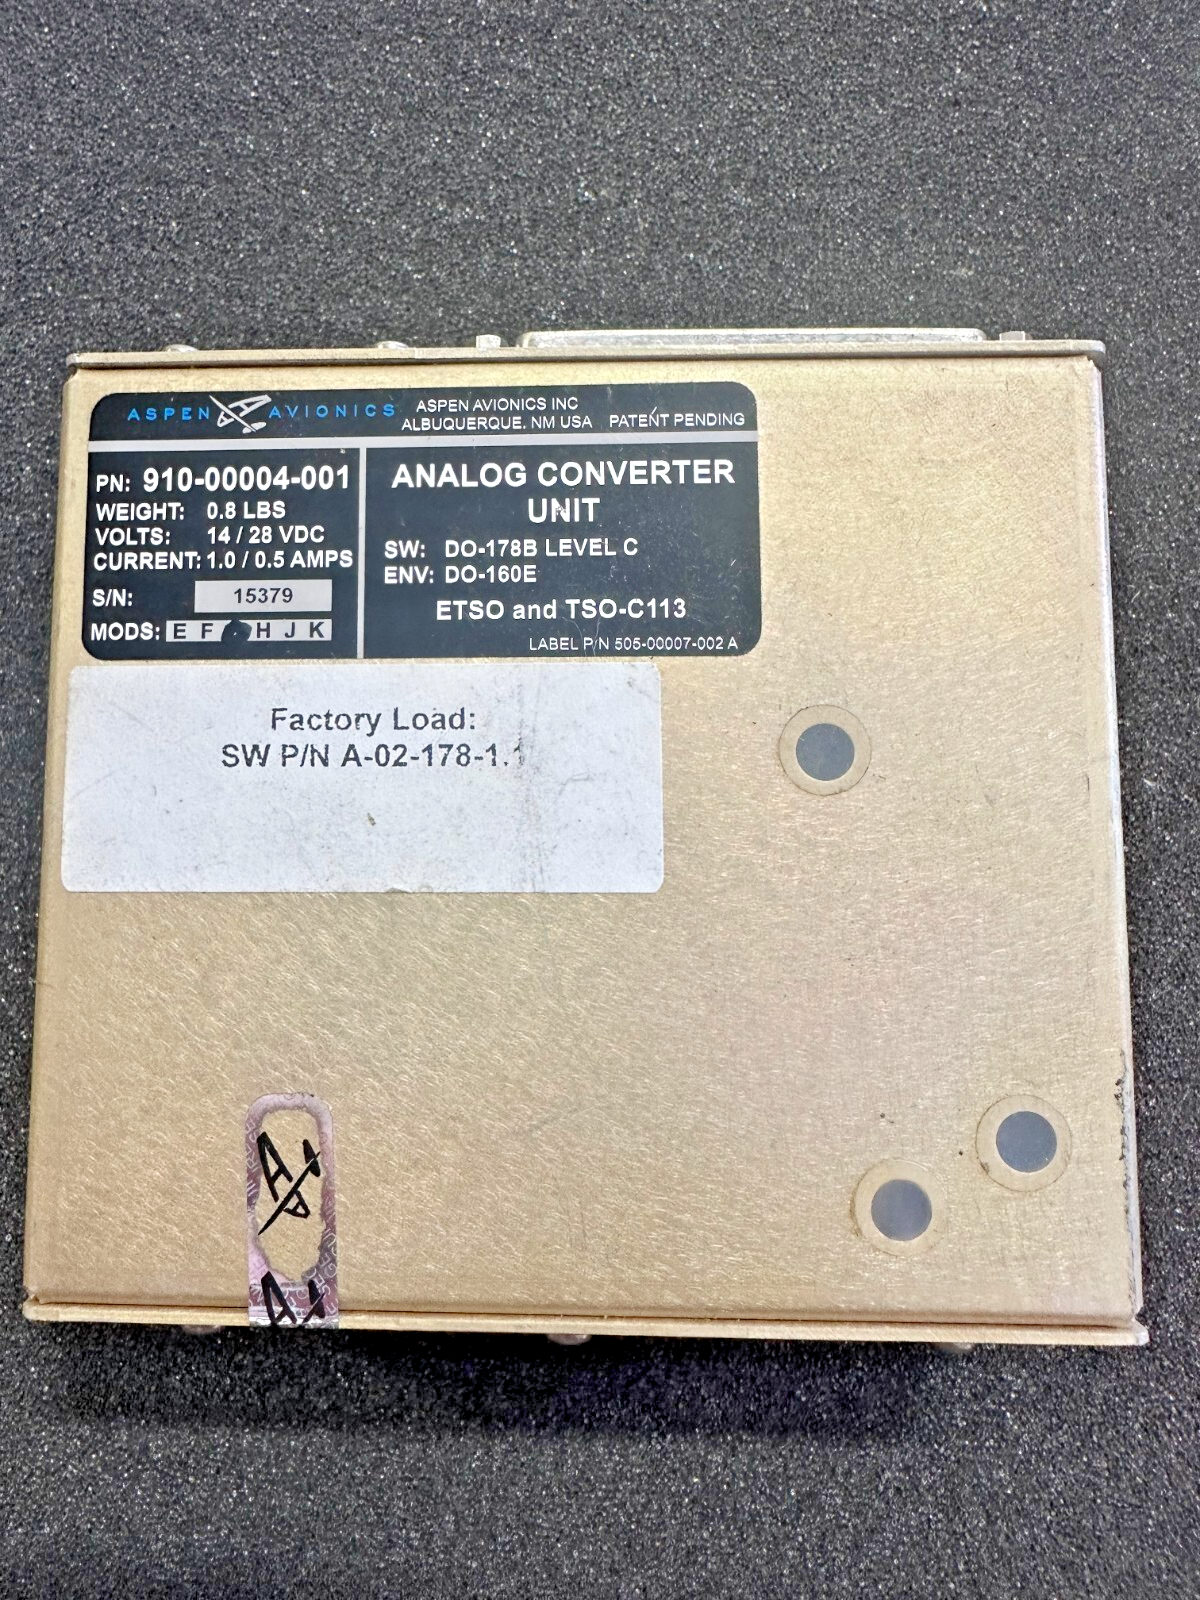 ASPEN AVIONICS
ASPEN AVIONICS INC
ALBUQUERQUE. NM USA PATENT PENDING
PN: 910-00004-001
WEIGHT: 0.8 LBS
VOLTS: 14 / 28 VDC
CURRENT: 1.0 / 0.5 AMPS
S/N: 15379
MODS: E F H J K
ANALOG CONVERTER
UNIT
SW: DO-178B LEVEL C
ENV: DO-160E
ETSO and TSO-C113
LABEL P/N 505-00007-002 A
Factory Load:
SW P/N A-02-178-1.1